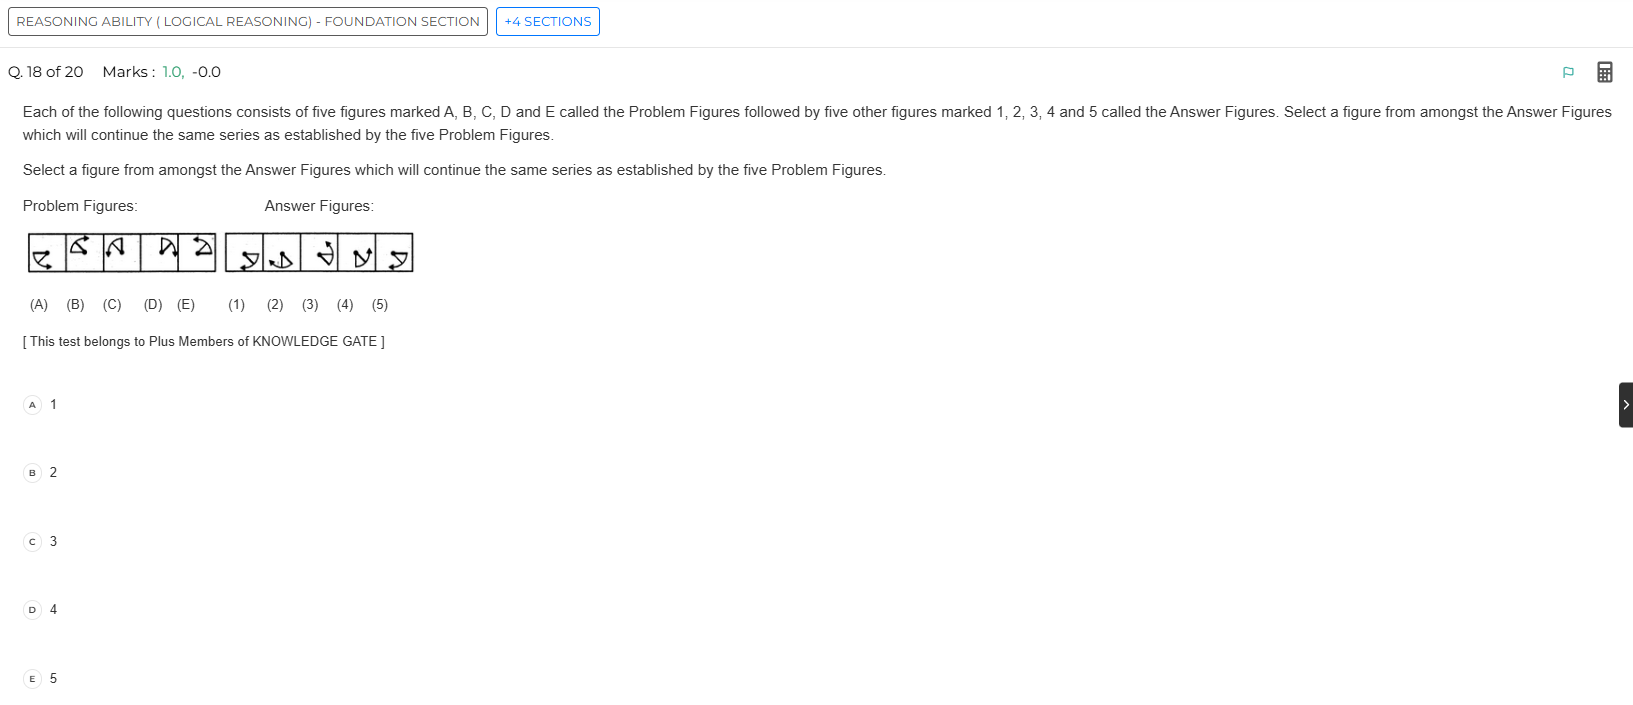 REASONING ABILITY ( LOGICAL REASONING) - FOUNDATION SECTION
+4 SECTIONS
Q. 18 of 20 Marks : 1.0, -0.0
Each of the following questions consists of five figures marked A, B, C, D and E called the Problem Figures followed by five other figures marked 1, 2, 3, 4 and 5 called the Answer Figures. Select a figure from amongst the Answer Figures
which will continue the same series as established by the five Problem Figures.
Select a figure from amongst the Answer Figures which will continue the same series as established by the five Problem Figures.
Problem Figures: Answer Figures:
(A) (B) (C) (D) (E) (1) (2) (3) (4) (5)
[ This test belongs to Plus Members of KNOWLEDGE GATE ]
A 1
B 2
C 3
D 4
E 5